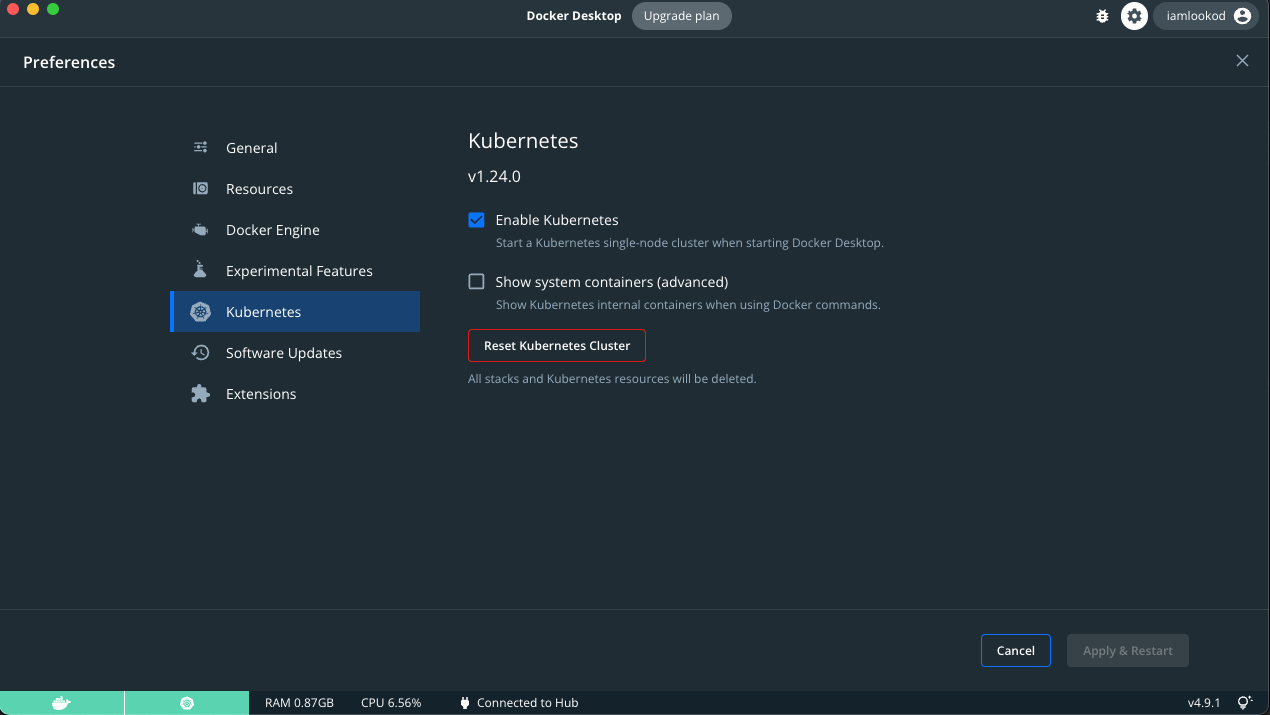 Docker Desktop
Upgrade plan
iamlookod
Preferences
General
Resources
Docker Engine
Experimental Features
Kubernetes
Software Updates
Extensions
Kubernetes
v1.24.0
Enable Kubernetes
Start a Kubernetes single-node cluster when starting Docker Desktop.
Show system containers (advanced)
Show Kubernetes internal containers when using Docker commands.
Reset Kubernetes Cluster
All stacks and Kubernetes resources will be deleted.
Cancel
Apply & Restart
RAM 0.87GB
CPU 6.56%
Connected to Hub
v4.9.1